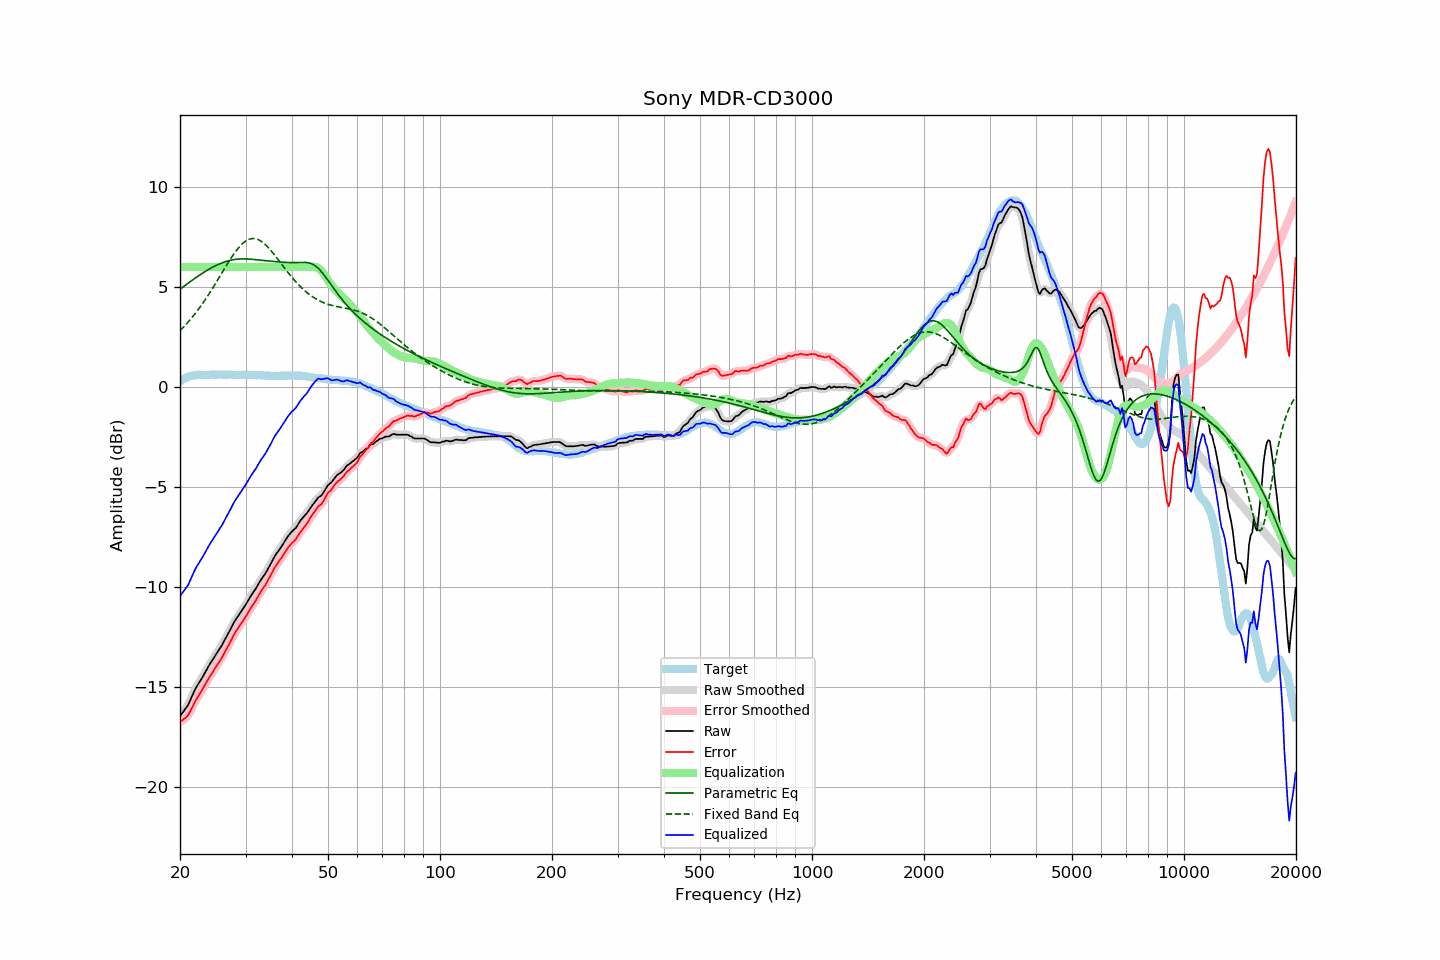 Sony MDR-CD3000
Amplitude (dBr)
10
5
0
−5
−10
−15
−20
Target
Raw Smoothed
Error Smoothed
Raw
Error
Equalization
Parametric Eq
Fixed Band Eq
Equalized
20 50 100 200 500 1000 2000 5000 10000 20000
Frequency (Hz)